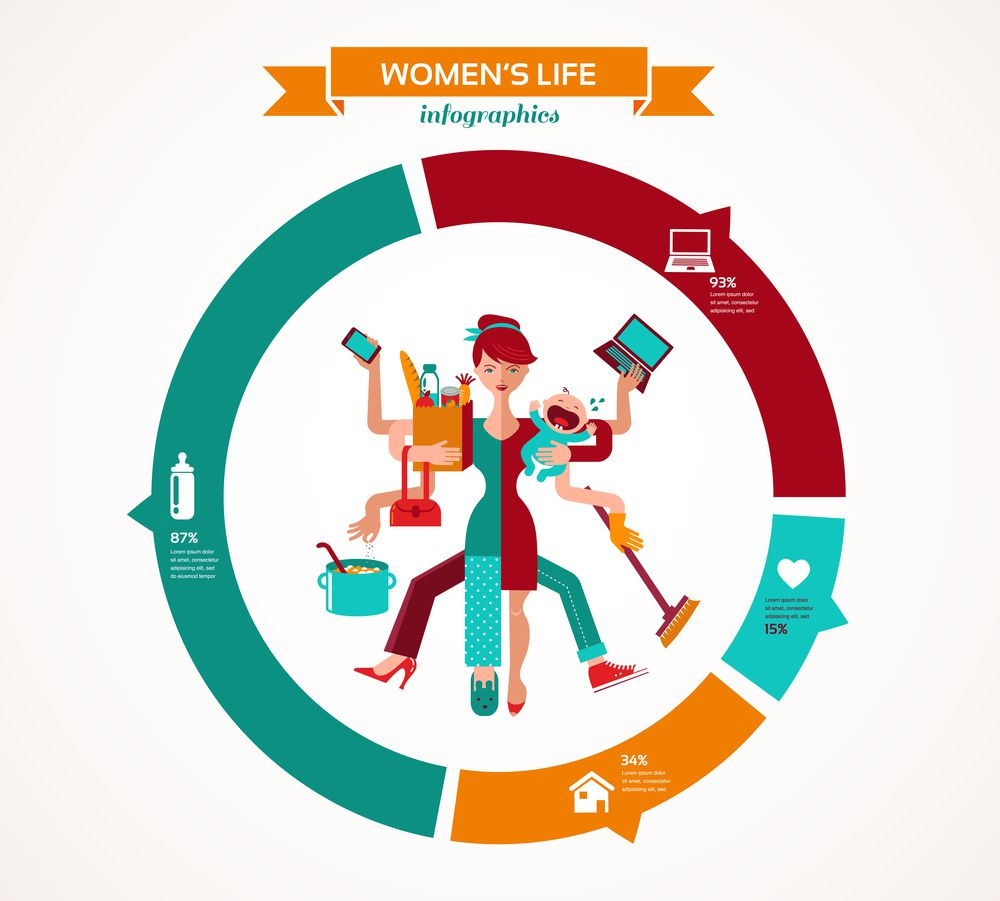 WOMEN'S LIFE
infographics
93%
Lorem ipsum dolor
sit amet, consectetur
adipisicing elit, sed
87%
Lorem ipsum dolor
sit amet, consectetur
adipisicing elit, sed
do eiusmod tempor
Lorem ipsum dolor
sit amet, consectetur
adipisicing elit, sed
15%
34%
Lorem ipsum dolor
sit amet, consectetur
adipisicing elit, sed